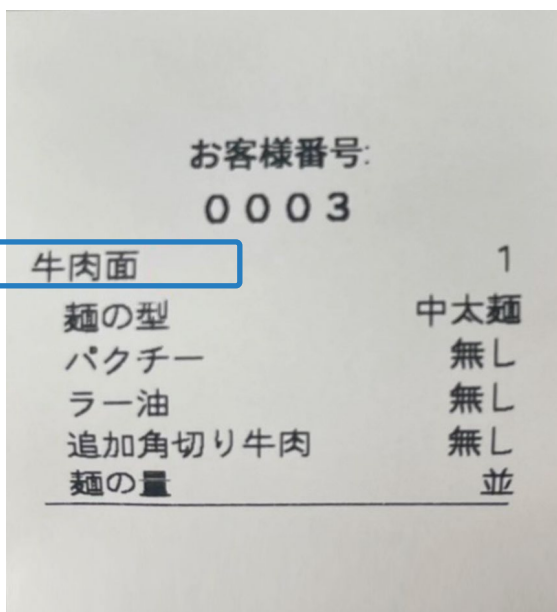 お客様番号:
0003
牛肉面 1
麺の型 中太麺
パクチー 無し
ラー油 無し
追加角切り牛肉 無し
麺の量 並